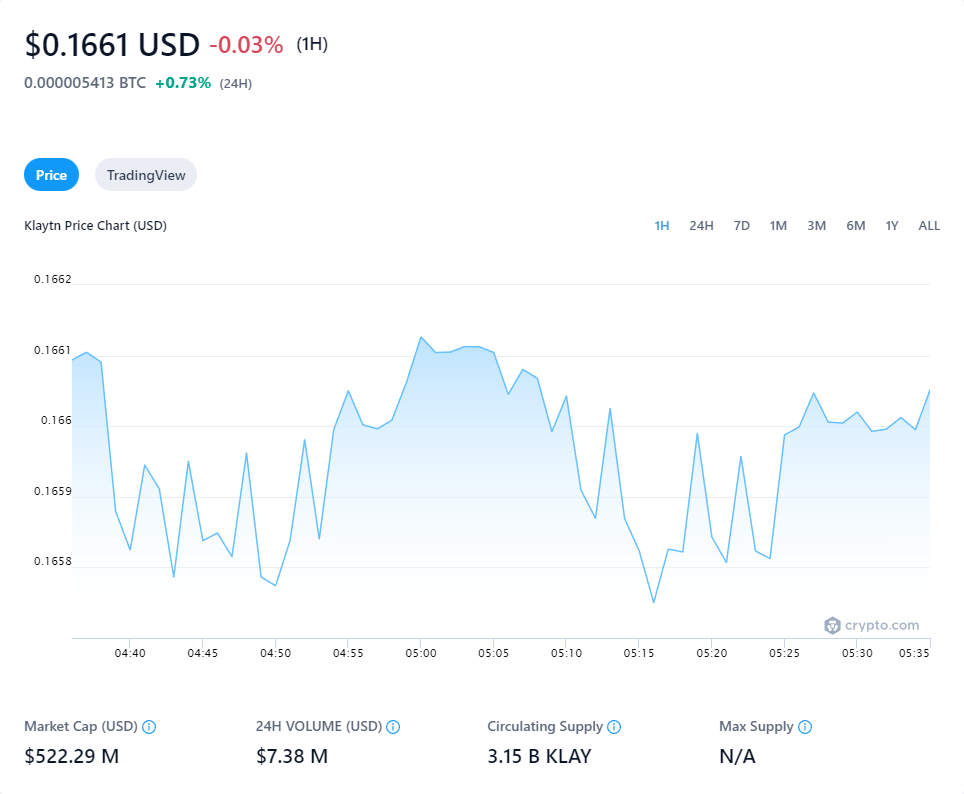 $0.1661 USD -0.03% (1H)
0.000005413 BTC +0.73% (24H)
Price TradingView
Klaytn Price Chart (USD) 1H 24H 7D 1M 3M 6M 1Y ALL
0.1662
0.1661
0.166
0.1659
0.1658
crypto.com
04:40 04:45 04:50 04:55 05:00 05:05 05:10 05:15 05:20 05:25 05:30 05:35
Market Cap (USD) 24H VOLUME (USD) Circulating Supply Max Supply
$522.29 M $7.38 M 3.15 B KLAY N/A